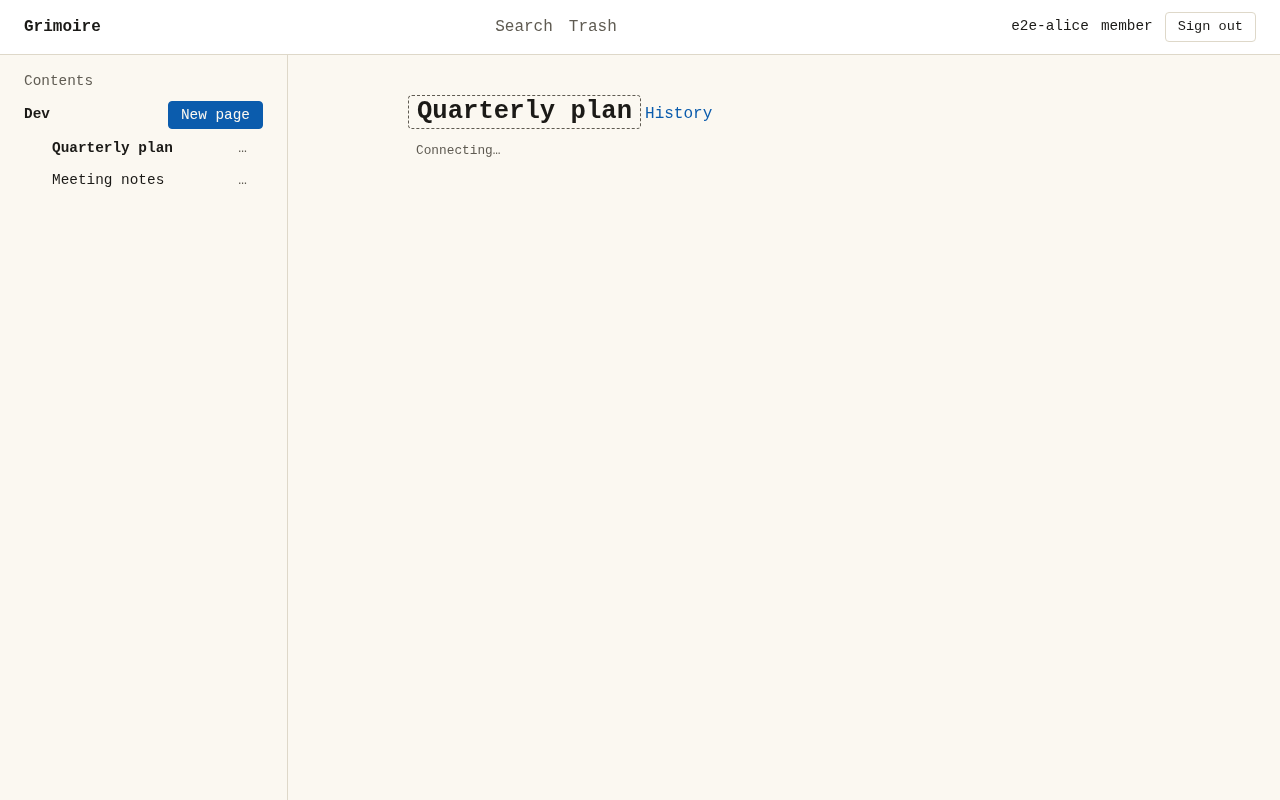 Grimoire Search Trash e2e-alice member Sign out
Contents
Dev New page
Quarterly plan …
Meeting notes …
Quarterly plan History
Connecting…